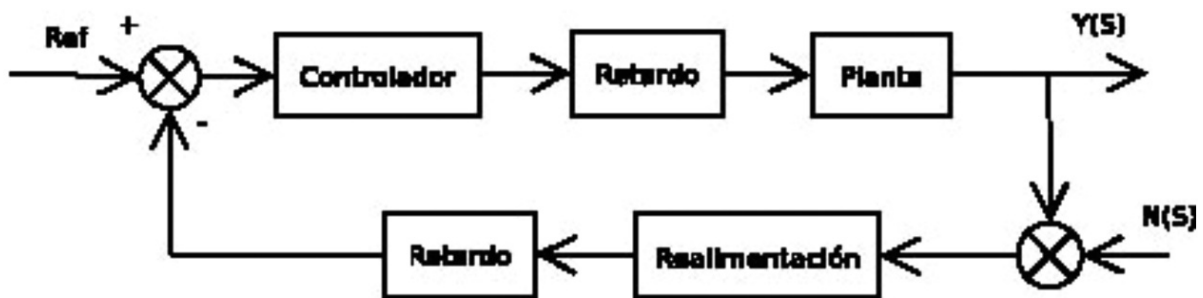 Ref
+
Controlador
Retardo
Planta
Y(S)
-
Retardo
Realimentación
N(S)